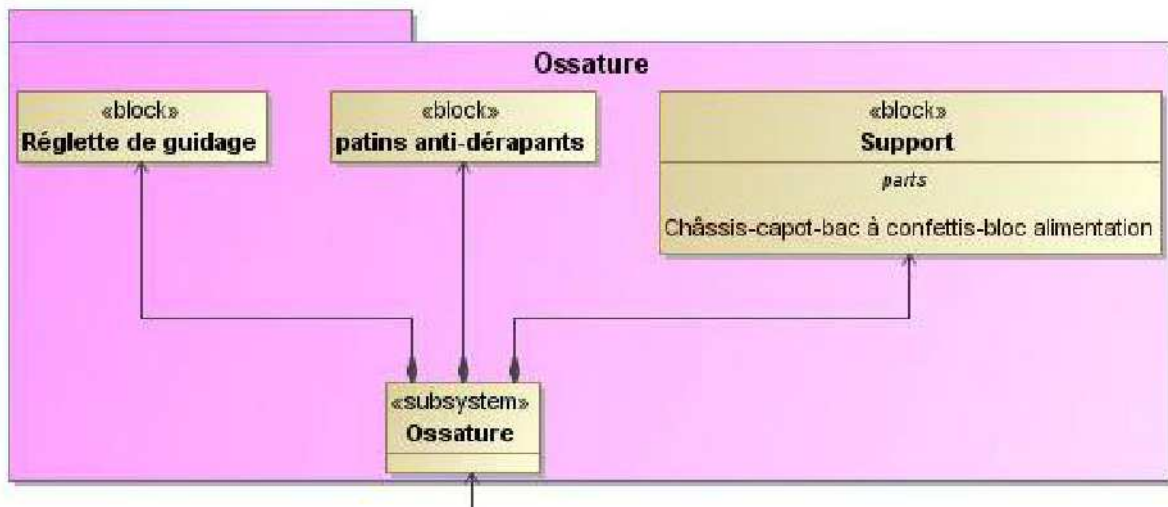 Ossature
«block»
Réglette de guidage
«block»
patins anti-dérapants
«block»
Support
parts
Châssis-capot-bac à confettis-bloc alimentation
«subsystem»
Ossature